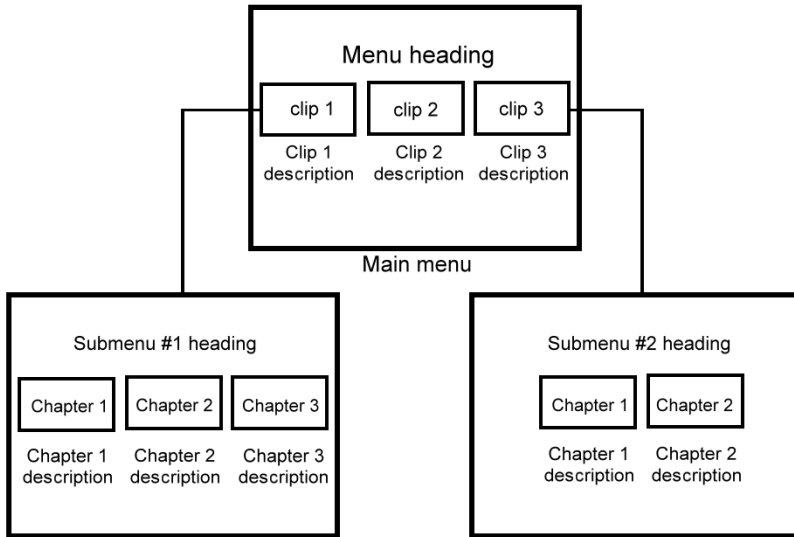 Menu heading
clip 1 clip 2 clip 3
Clip 1 Clip 2 Clip 3
description description description
Main menu
Submenu #1 heading
Chapter 1 Chapter 2 Chapter 3
Chapter 1 Chapter 2 Chapter 3
description description description
Submenu #2 heading
Chapter 1 Chapter 2
Chapter 1 Chapter 2
description description